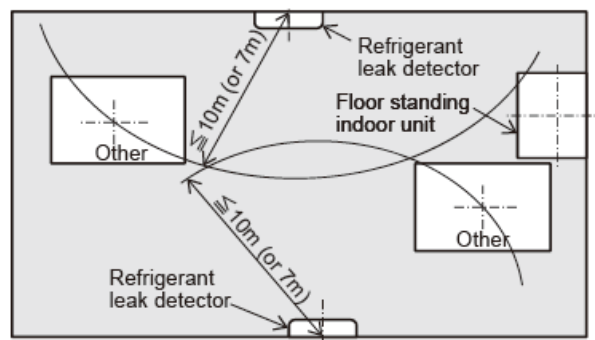 Refrigerant
leak detector
≦ 10m (or 7m)
Floor standing
indoor unit
Other
Other
≦ 10m (or 7m)
Refrigerant
leak detector